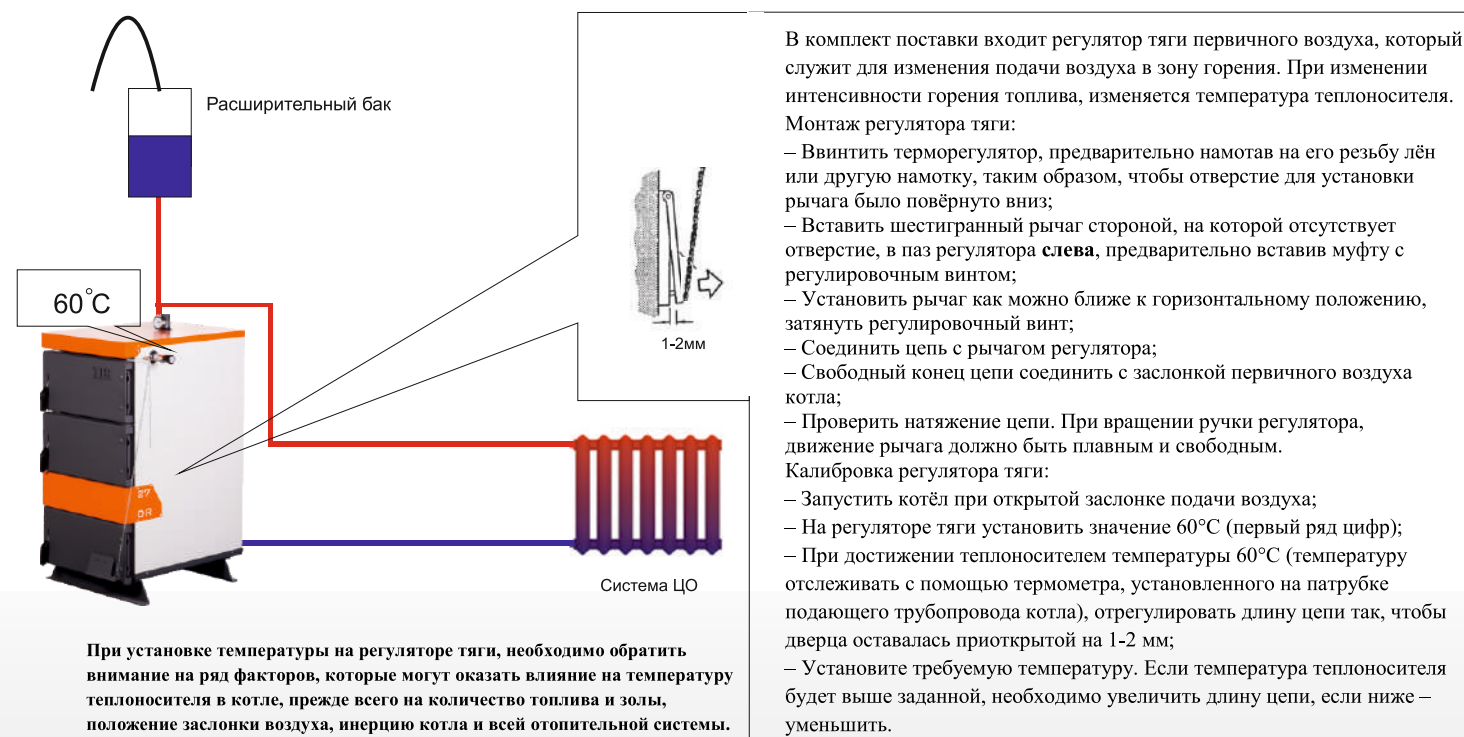 Расширительный бак
60°C
1-2мм
27
Система ЦО
При установке температуры на регуляторе тяги, необходимо обратить
внимание на ряд факторов, которые могут оказать влияние на температуру
теплоносителя в котле, прежде всего на количество топлива и золы,
положение заслонки воздуха, инерцию котла и всей отопительной системы.
В комплект поставки входит регулятор тяги первичного воздуха, который
служит для изменения подачи воздуха в зону горения. При изменении
интенсивности горения топлива, изменяется температура теплоносителя.
Монтаж регулятора тяги:
– Ввинтить терморегулятор, предварительно намотав на его резьбу лён
или другую намотку, таким образом, чтобы отверстие для установки
рычага было повёрнуто вниз;
– Вставить шестигранный рычаг стороной, на которой отсутствует
отверстие, в паз регулятора слева, предварительно вставив муфту с
регулировочным винтом;
– Установить рычаг как можно ближе к горизонтальному положению,
затянуть регулировочный винт;
– Соединить цепь с рычагом регулятора;
– Свободный конец цепи соединить с заслонкой первичного воздуха
котла;
– Проверить натяжение цепи. При вращении ручки регулятора,
движение рычага должно быть плавным и свободным.
Калибровка регулятора тяги:
– Запустить котёл при открытой заслонке подачи воздуха;
– На регуляторе тяги установить значение 60°С (первый ряд цифр);
– При достижении теплоносителем температуры 60°С (температуру
отслеживать с помощью термометра, установленного на патрубке
подающего трубопровода котла), отрегулировать длину цепи так, чтобы
дверца оставалась приоткрытой на 1-2 мм;
– Установите требуемую температуру. Если температура теплоносителя
будет выше заданной, необходимо увеличить длину цепи, если ниже –
уменьшить.